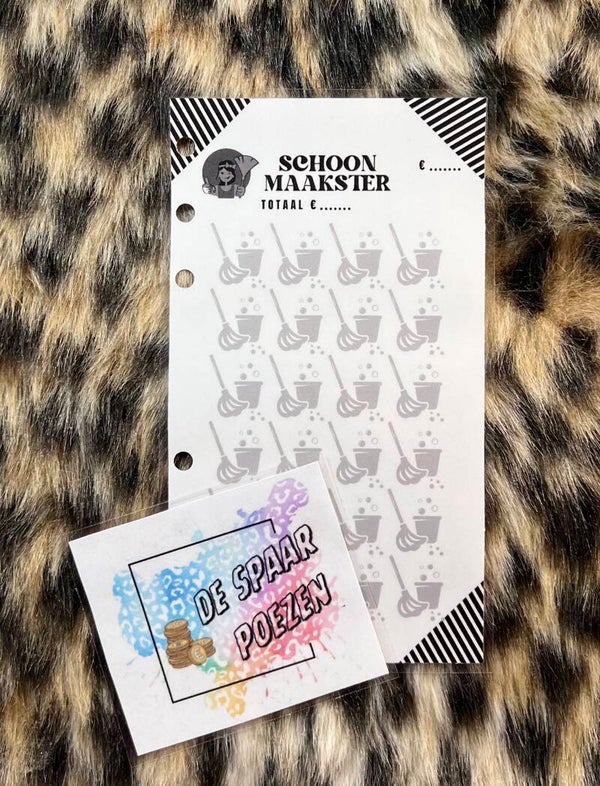 SCHOON
MAAKSTER
€ .......
TOTAAL € .......
DE SPAAR
POEZEN